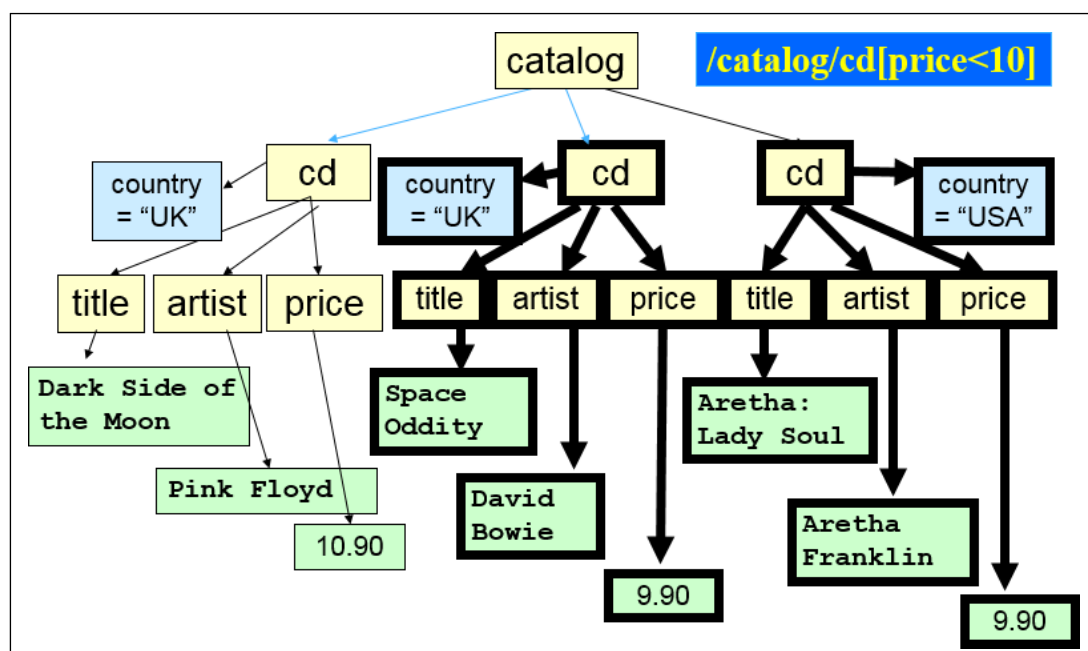 catalog
/catalog/cd[price<10]
cd
country
= “UK”
cd
country
= “UK”
cd
country
= “USA”
title
artist
price
title
artist
price
title
artist
price
Dark Side of
the Moon
Pink Floyd
10.90
Space
Oddity
David
Bowie
9.90
Aretha:
Lady Soul
Aretha
Franklin
9.90